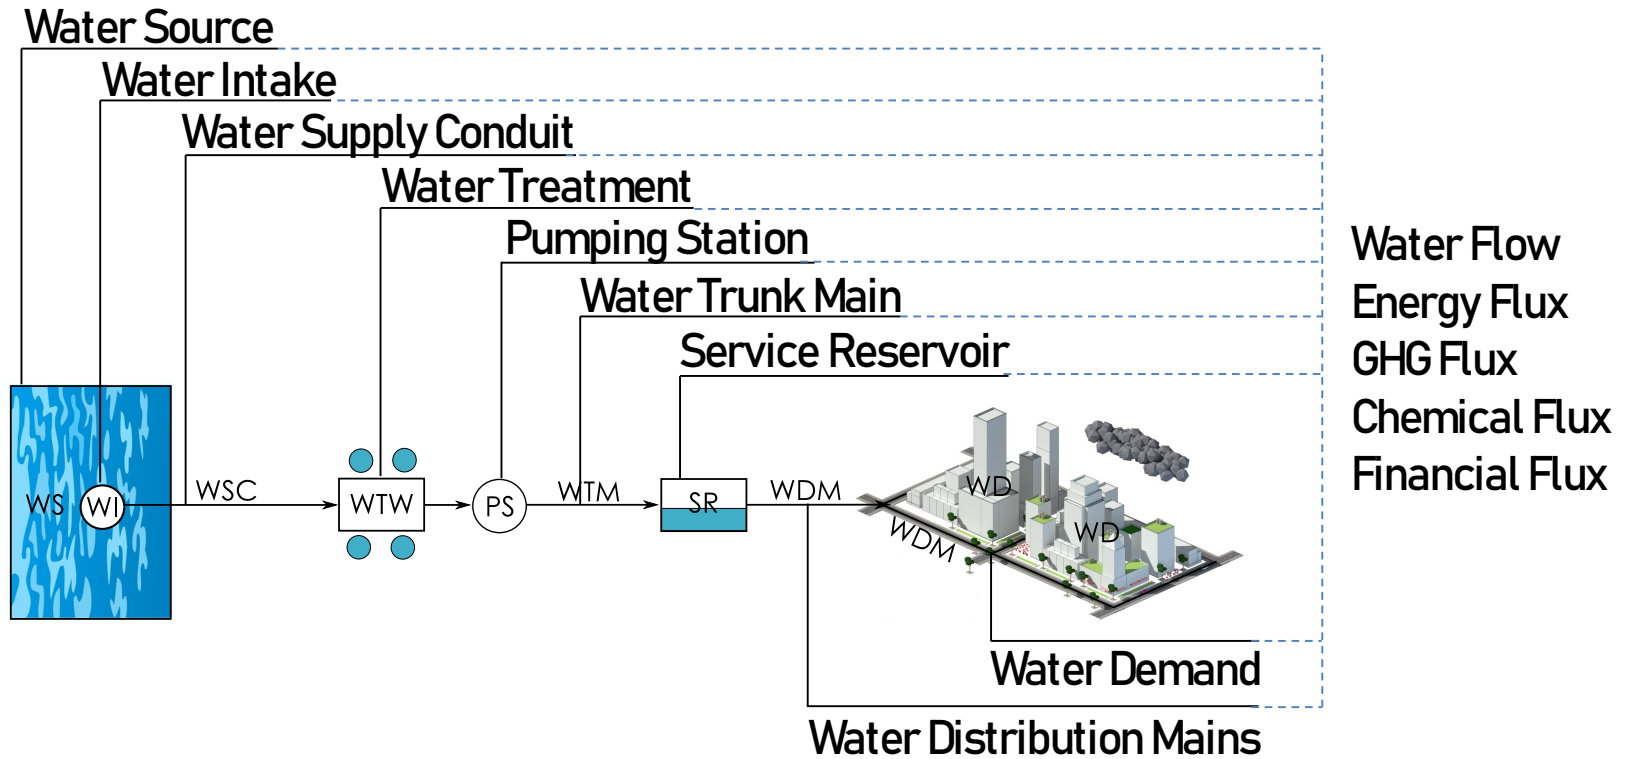 Water Source
Water Intake
Water Supply Conduit
Water Treatment
Pumping Station
Water Trunk Main
Service Reservoir
Water Flow
Energy Flux
GHG Flux
Chemical Flux
Financial Flux
WS
WI
WSC
WTW
PS
WTM
SR
WDM
WDM
WD
WD
Water Demand
Water Distribution Mains